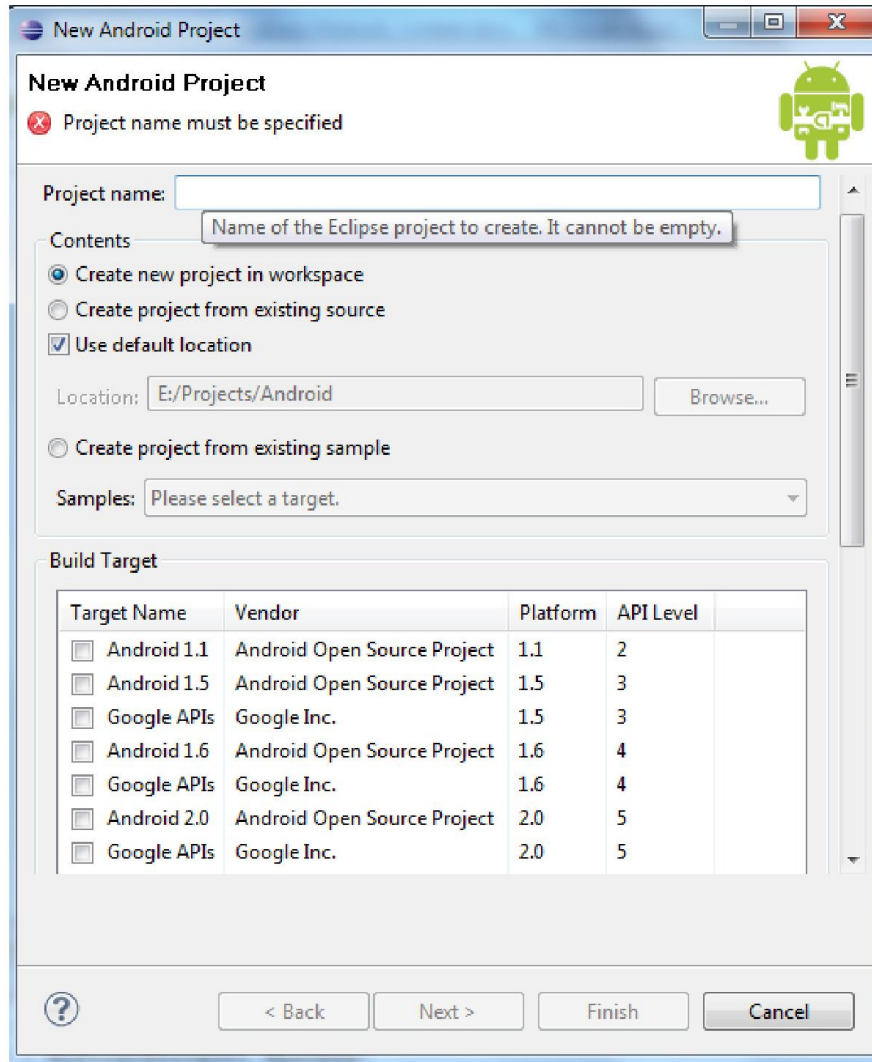 New Android Project
New Android Project
Project name must be specified
Project name:
Name of the Eclipse project to create. It cannot be empty.
Contents
Create new project in workspace
Create project from existing source
Use default location
Location: E:/Projects/Android Browse...
Create project from existing sample
Samples: Please select a target.
Build Target
Target Name Vendor Platform API Level
Android 1.1 Android Open Source Project 1.1 2
Android 1.5 Android Open Source Project 1.5 3
Google APIs Google Inc. 1.5 3
Android 1.6 Android Open Source Project 1.6 4
Google APIs Google Inc. 1.6 4
Android 2.0 Android Open Source Project 2.0 5
Google APIs Google Inc. 2.0 5
? < Back Next > Finish Cancel